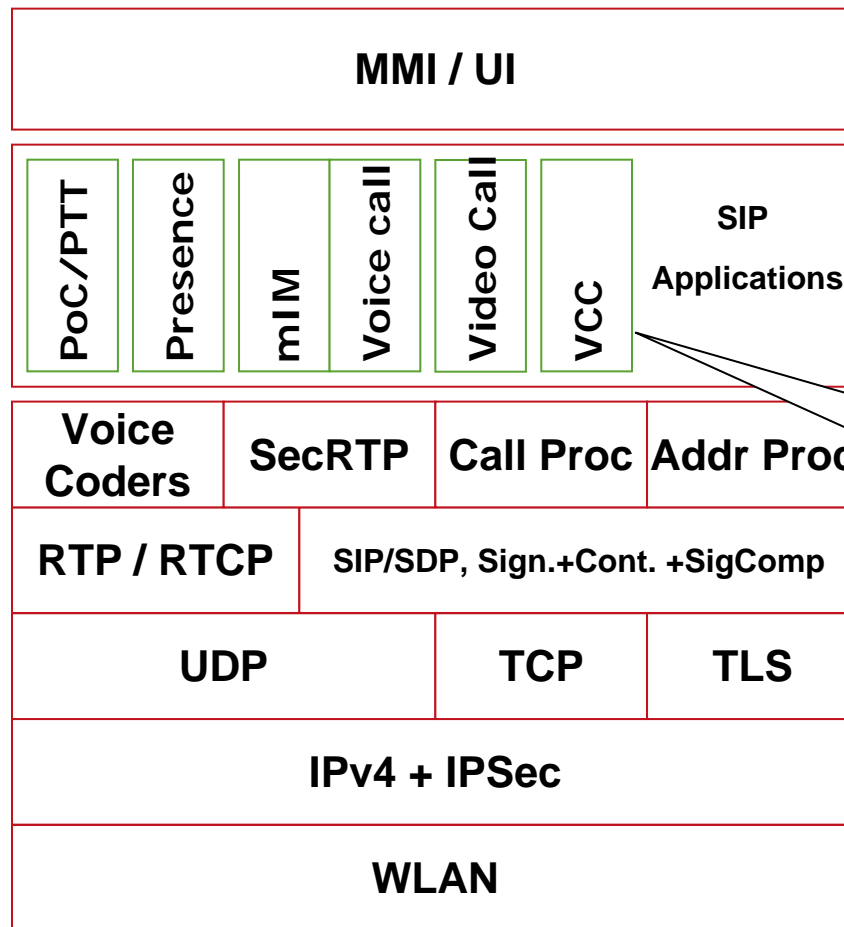 MMI / UI
PoC/PTT
Presence
mIM
Voice call
Video Call
VCC
SIP
Applications
Voice
Coders
SecRTP
Call Proc
Addr Proc
RTP / RTCP
SIP/SDP, Sign.+Cont. +SigComp
UDP
TCP
TLS
IPv4 + IPSec
WLAN